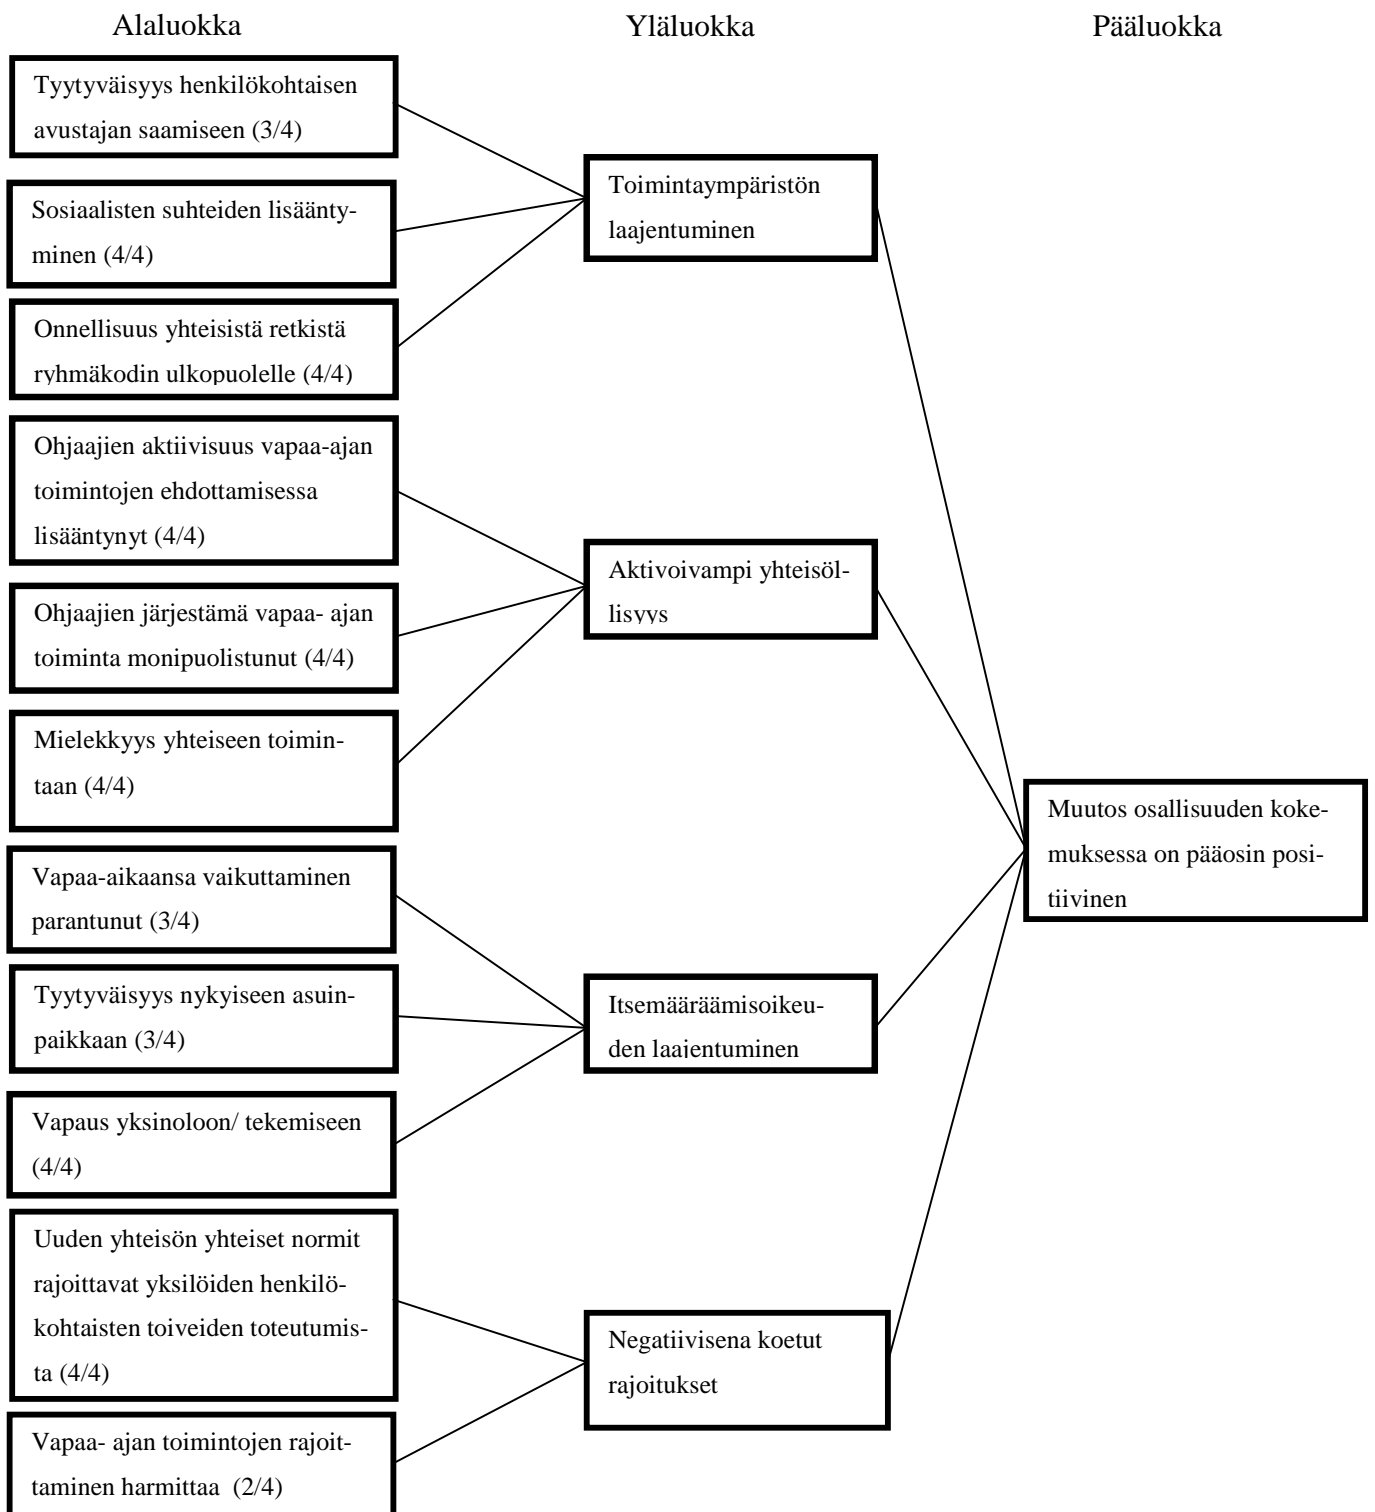 Alaluokka
Yläluokka
Pääluokka
Tyytyväisyys henkilökohtaisen
avustajan saamiseen (3/4)
Sosiaalisten suhteiden lisäänty-
minen (4/4)
Onnellisuus yhteisistä retkistä
ryhmäkodin ulkopuolelle (4/4)
Ohjaajien aktiivisuus vapaa-ajan
toimintojen ehdottamisessa
lisääntynyt (4/4)
Ohjaajien järjestämä vapaa- ajan
toiminta monipuolistunut (4/4)
Mielekkyys yhteiseen toimin-
taan (4/4)
Vapaa-aikaansa vaikuttaminen
parantunut (3/4)
Tyytyväisyys nykyiseen asuin-
paikkaan (3/4)
Vapaus yksinoloon/ tekemiseen
(4/4)
Uuden yhteisön yhteiset normit
rajoittavat yksilöiden henkilö-
kohtaisten toiveiden toteutumis-
ta (4/4)
Vapaa- ajan toimintojen rajoit-
taminen harmittaa (2/4)
Toimintaympäristön
laajentuminen
Aktivoivampi yhteisöl-
lisyys
Itsemääräämisoikeu-
den laajentuminen
Negatiivisena koetut
rajoitukset
Muutos osallisuuden koke-
muksessa on pääosin posi-
tiivinen